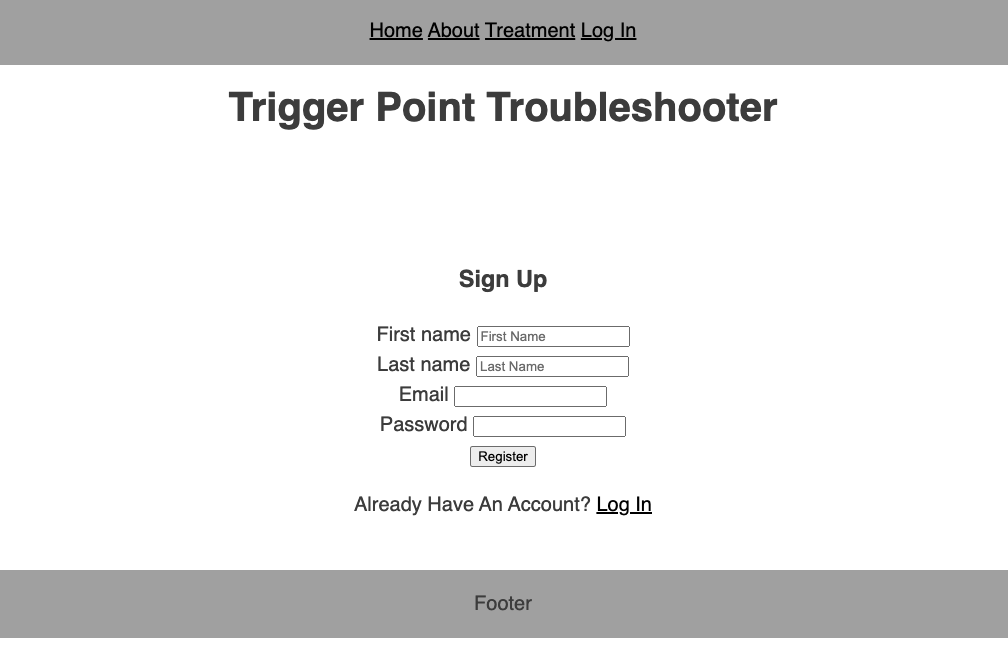 Home About Treatment Log In
Trigger Point Troubleshooter
Sign Up
First name First Name
Last name Last Name
Email
Password
Register
Already Have An Account? Log In
Footer